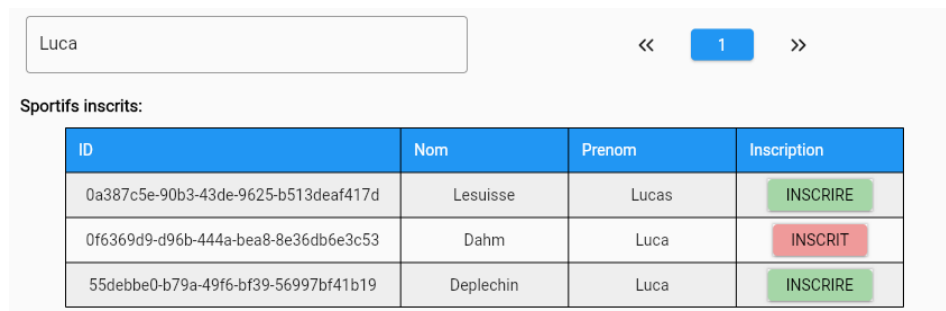 Luca
« 1 »
Sportifs inscrits:
ID Nom Prenom Inscription
0a387c5e-90b3-43de-9625-b513deaf417d Lesuisse Lucas INSCRIRE
0f6369d9-d96b-444a-bea8-8e36db6e3c53 Dahm Luca INSCRIT
55debbe0-b79a-49f6-bf39-56997bf41b19 Deplechin Luca INSCRIRE